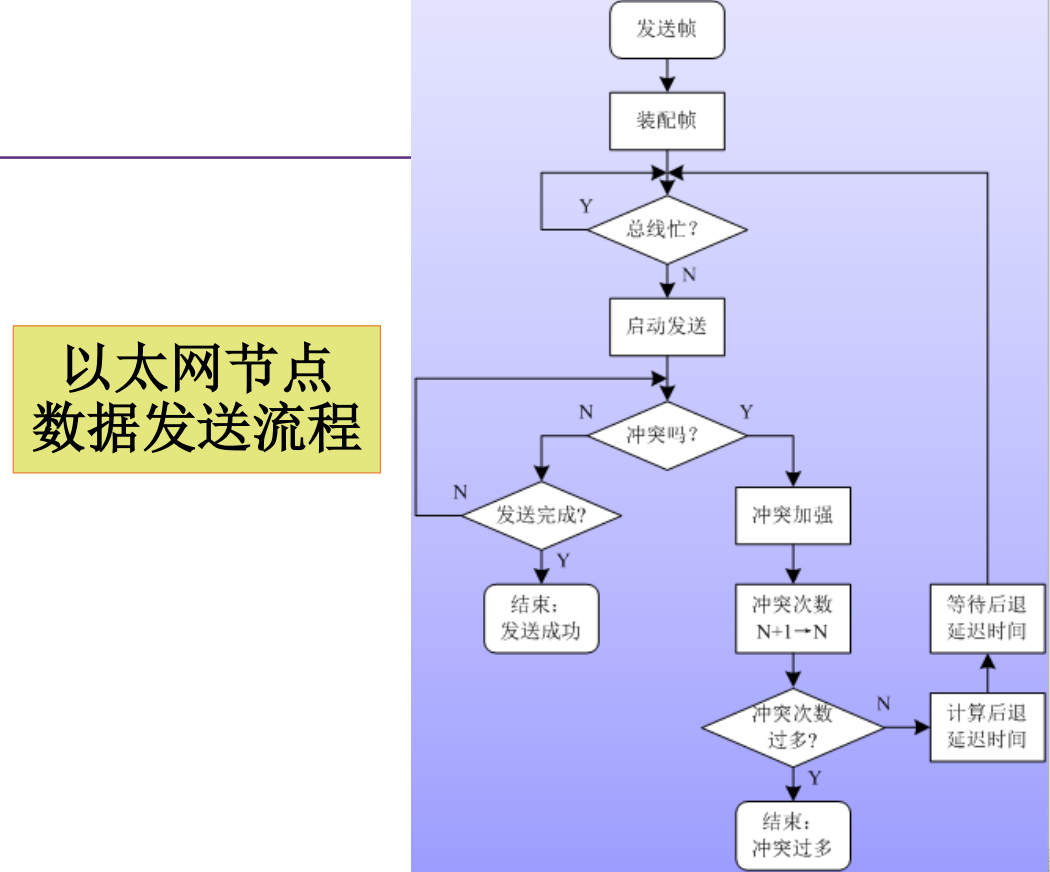 发送帧
装配帧
Y
总线忙?
N
启动发送
以太网节点
数据发送流程
N
Y
冲突吗?
N
发送完成?
冲突加强
Y
结束:
发送成功
冲突次数
N+1→N
等待后退
延迟时间
冲突次数
过多?
N
计算后退
延迟时间
Y
结束:
冲突过多